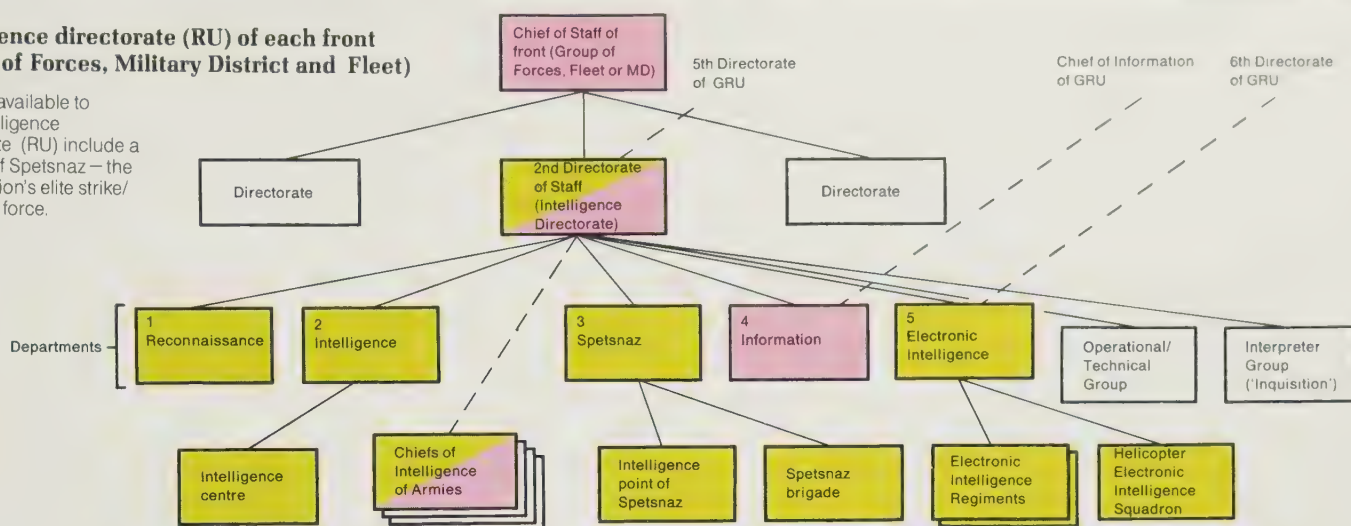 ence directorate (RU) of each front
of Forces, Military District and Fleet)
available to
lligence
te (RU) include a
f Spetsnaz – the
ion's elite strike/
force.
Chief of Staff of
front (Group of
Forces, Fleet or MD)
5th Directorate
of GRU
Chief of Information
of GRU
6th Directorate
of GRU
Directorate
2nd Directorate
of Staff
(Intelligence
Directorate)
Directorate
Departments
1
Reconnaissance
2
Intelligence
3
Spetsnaz
4
Information
5
Electronic
Intelligence
Operational/
Technical
Group
Interpreter
Group
('Inquisition')
Intelligence
centre
Chiefs of
Intelligence
of Armies
Intelligence
point of
Spetsnaz
Spetsnaz
brigade
Electronic
Intelligence
Regiments
Helicopter
Electronic
Intelligence
Squadron